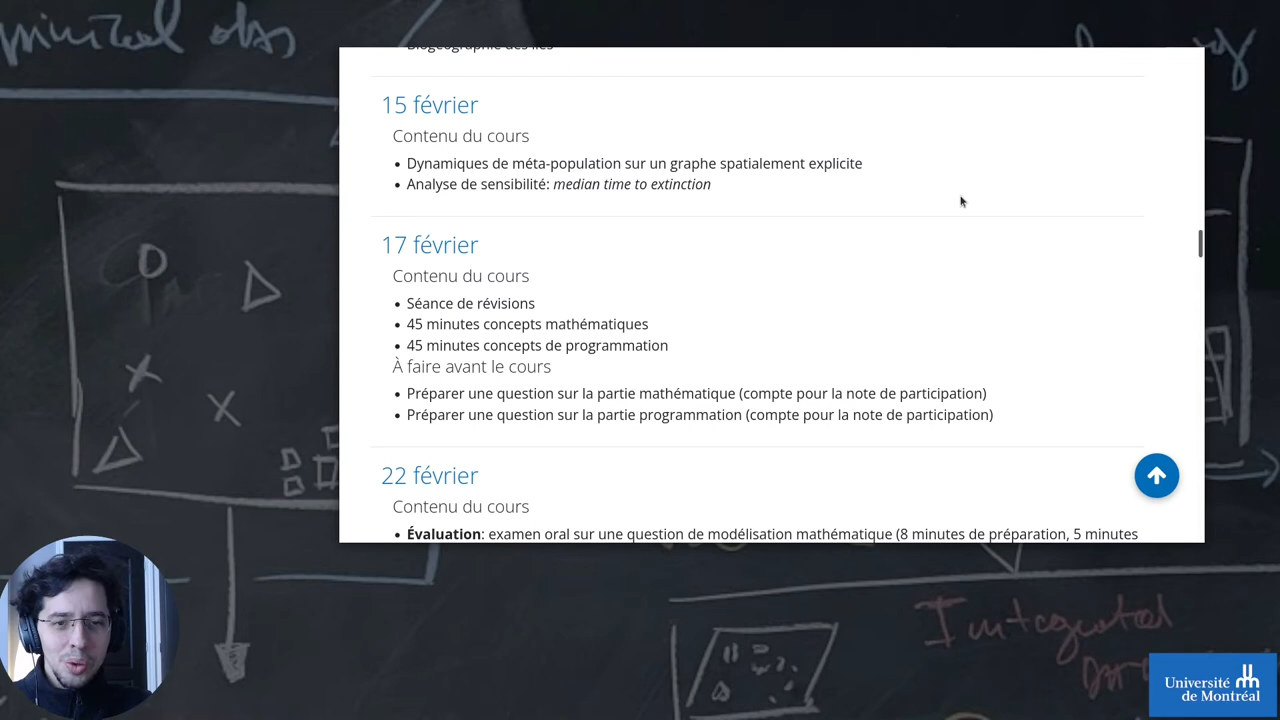 Biogéographie des îles
15 février
Contenu du cours
• Dynamiques de méta-population sur un graphe spatialement explicite
• Analyse de sensibilité: median time to extinction
17 février
Contenu du cours
• Séance de révisions
• 45 minutes concepts mathématiques
• 45 minutes concepts de programmation
À faire avant le cours
• Préparer une question sur la partie mathématique (compte pour la note de participation)
• Préparer une question sur la partie programmation (compte pour la note de participation)
22 février
Contenu du cours
• Évaluation: examen oral sur une question de modélisation mathématique (8 minutes de préparation, 5 minutes
Integrated
Université
de Montréal